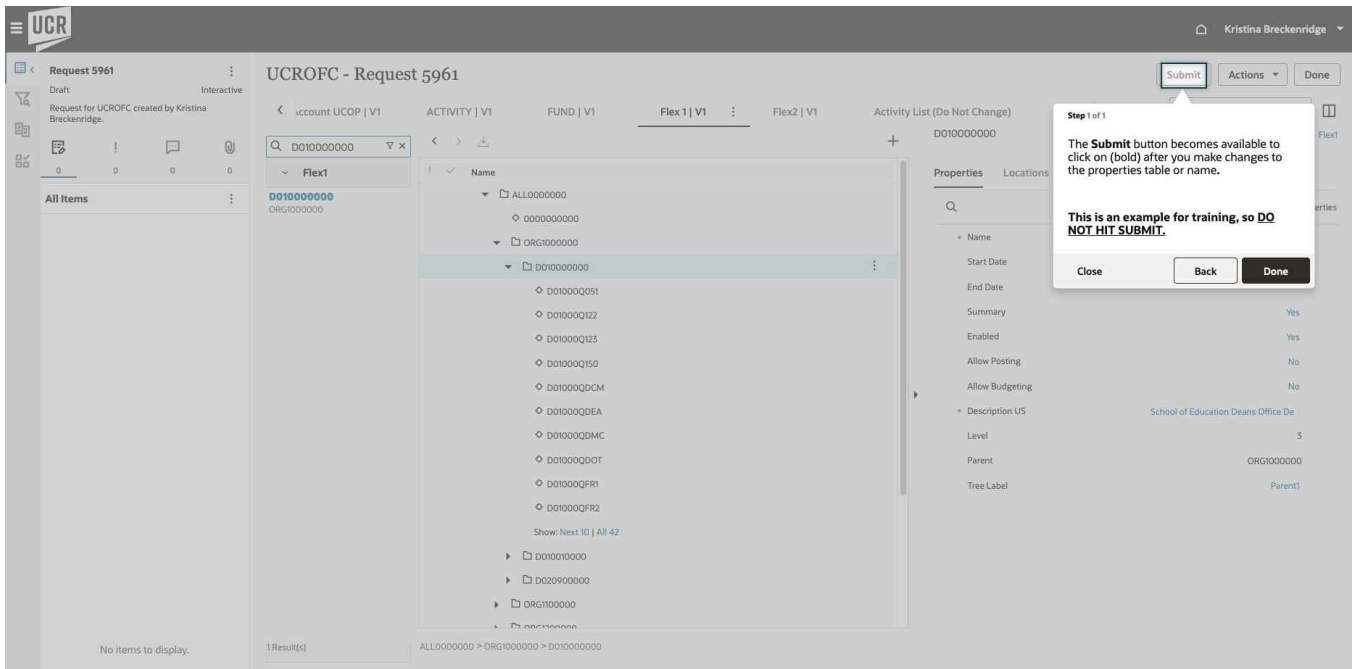 UCR
Kristina Breckenridge
Request 5961
Draft
Interactive
Request for UCROFC created by Kristina
Breckenridge.
0
0
0
0
All Items
No items to display.
UCROFC - Request 5961
Submit
Actions
Done
ccount UCOP | V1
ACTIVITY | V1
FUND | V1
Flex 1 | V1
Flex2 | V1
Activity List (Do Not Change)
D010000000
Flex1
D010000000
ORG1000000
1 Result(s)
Name
ALL0000000
0000000000
ORG1000000
D010000000
D01000Q051
D01000Q122
D01000Q123
D01000Q150
D01000QDCM
D01000QDEA
D01000QDMC
D01000QDOT
D01000QFR1
D01000QFR2
Show: Next 10 | All 42
D010010000
D020900000
ORG1100000
ALL0000000 > ORG1000000 > D010000000
D010000000
Flex1
Properties
Locations
erties
Name
Start Date
End Date
Summary Yes
Enabled Yes
Allow Posting No
Allow Budgeting No
Description US School of Education Deans Office De
Level 3
Parent ORG1000000
Tree Label Parent1
Step 1 of 1
The Submit button becomes available to
click on (bold) after you make changes to
the properties table or name.
This is an example for training, so DO
NOT HIT SUBMIT.
Close
Back
Done